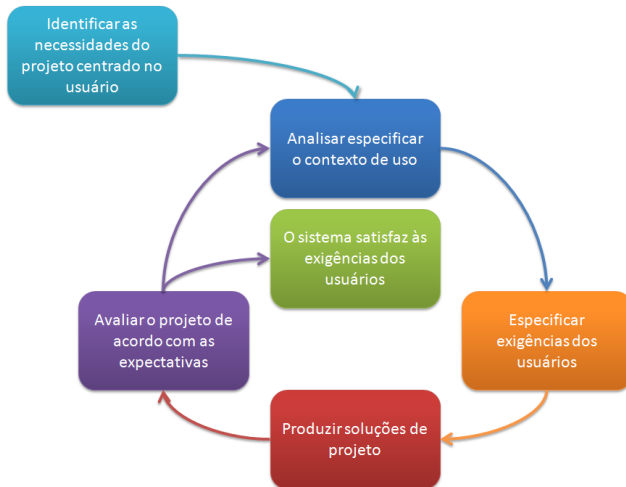 Identificar as
necessidades do
projeto centrado no
usuário
Analisar especificar
o contexto de uso
O sistema satisfaz às
exigências dos
usuários
Avaliar o projeto de
acordo com as
expectativas
Especificar
exigências dos
usuários
Produzir soluções de
projeto